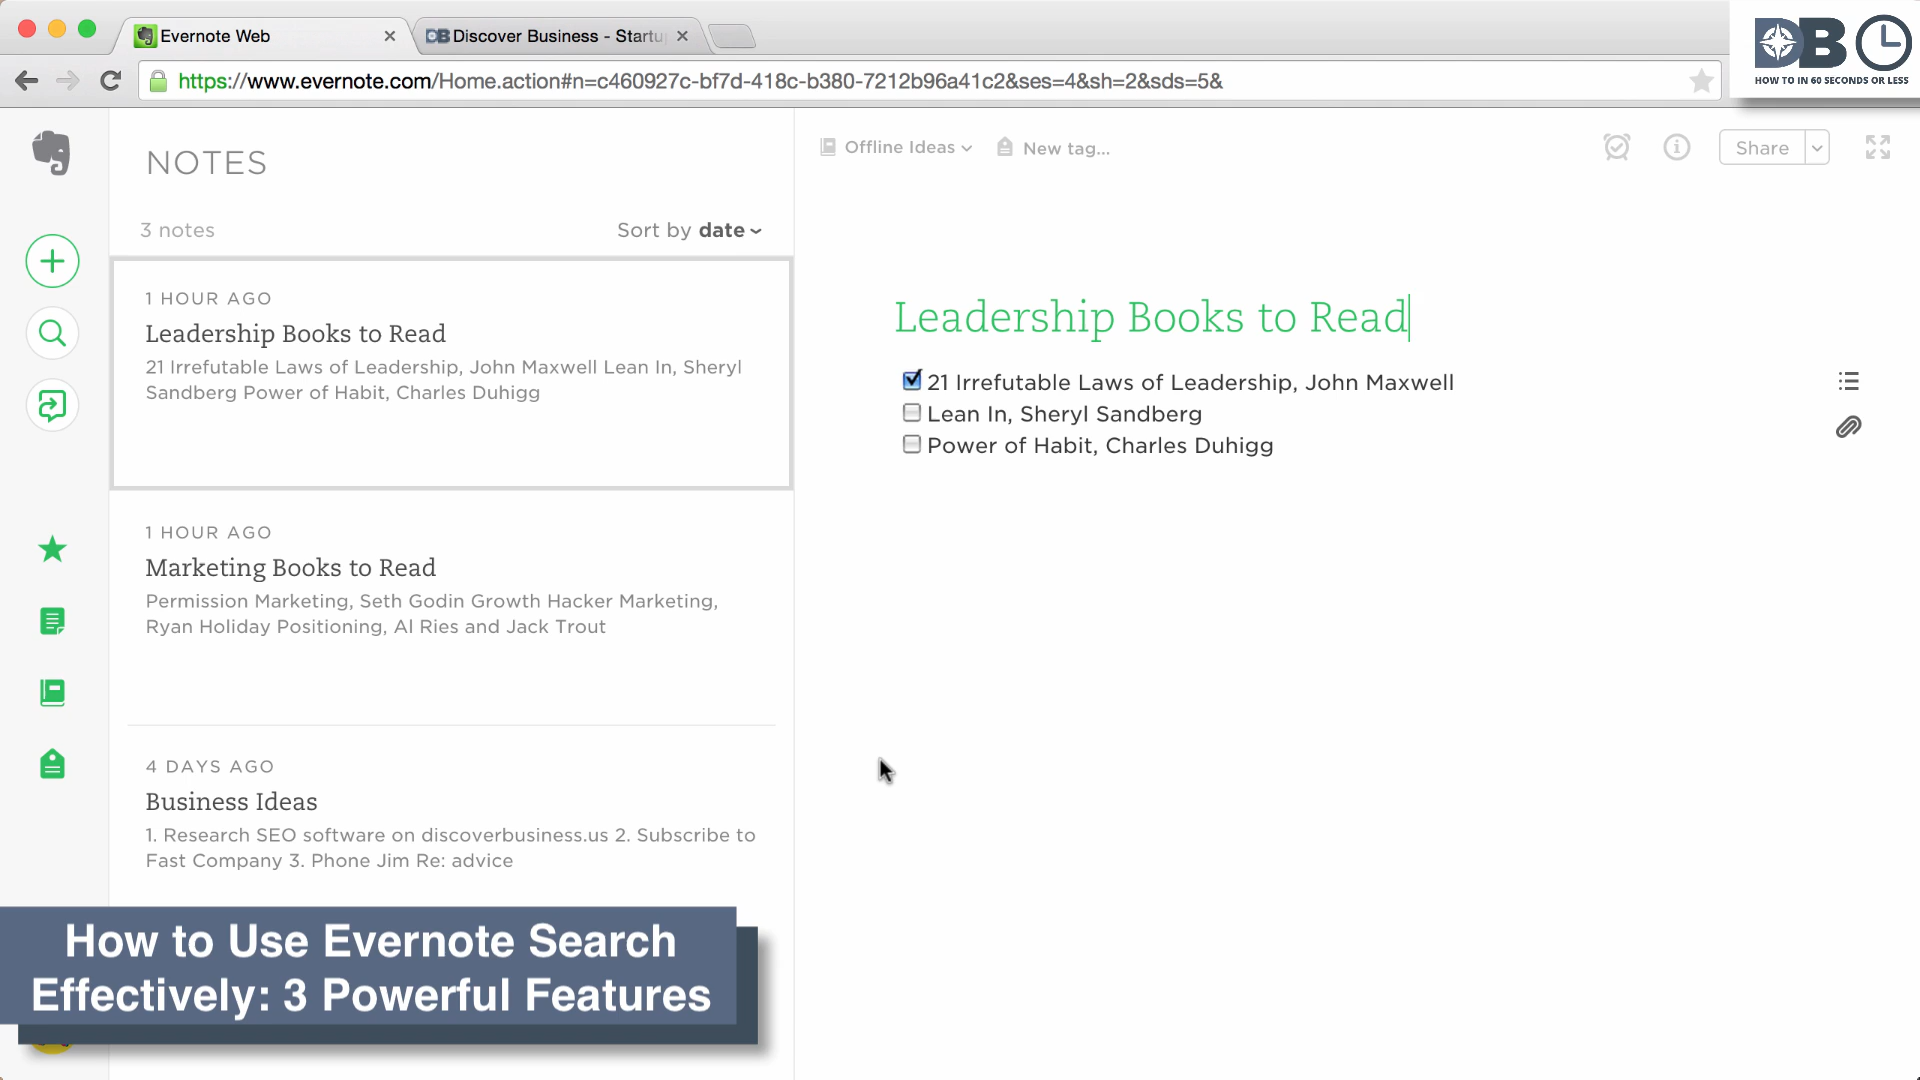 Evernote Web
DB Discover Business - Startu
https://www.evernote.com/Home.action#n=c460927c-bf7d-418c-b380-7212b96a41c2&ses=4&sh=2&sds=5&
DB
HOW TO IN 60 SECONDS OR LESS
NOTES
3 notes
Sort by date
1 HOUR AGO
Leadership Books to Read
21 Irrefutable Laws of Leadership, John Maxwell Lean In, Sheryl
Sandberg Power of Habit, Charles Duhigg
1 HOUR AGO
Marketing Books to Read
Permission Marketing, Seth Godin Growth Hacker Marketing,
Ryan Holiday Positioning, Al Ries and Jack Trout
4 DAYS AGO
Business Ideas
1. Research SEO software on discoverbusiness.us 2. Subscribe to
Fast Company 3. Phone Jim Re: advice
Offline Ideas
New tag...
Share
Leadership Books to Read
21 Irrefutable Laws of Leadership, John Maxwell
Lean In, Sheryl Sandberg
Power of Habit, Charles Duhigg
How to Use Evernote Search
Effectively: 3 Powerful Features